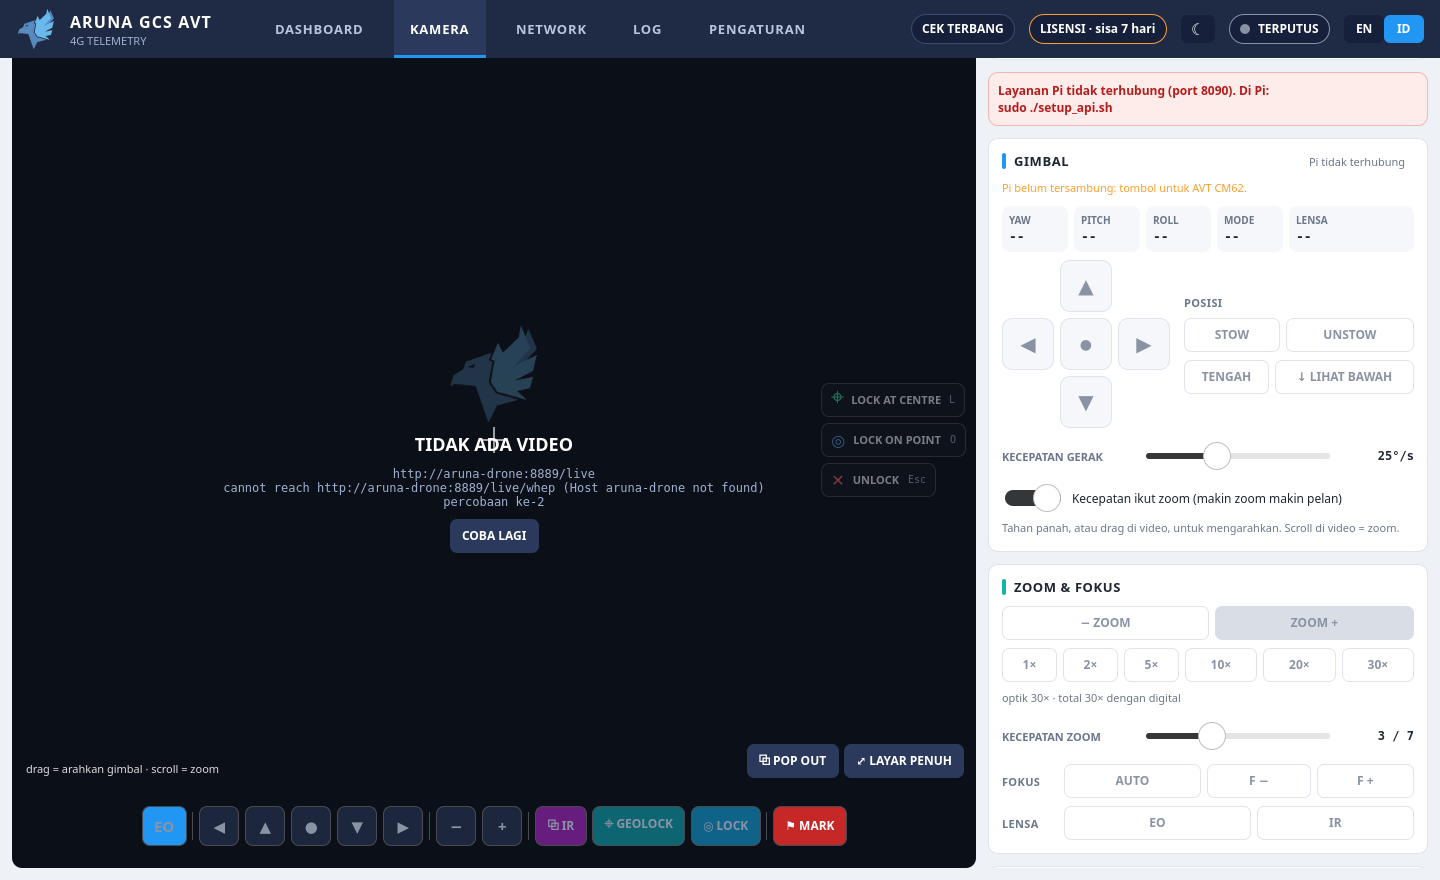 ARUNA GCS AVT
4G TELEMETRY
DASHBOARD
KAMERA
NETWORK
LOG
PENGATURAN
CEK TERBANG
LISENSI · sisa 7 hari
TERPUTUS
EN
ID
TIDAK ADA VIDEO
http://aruna-drone:8889/live
cannot reach http://aruna-drone:8889/live/whep (Host aruna-drone not found)
percobaan ke-2
COBA LAGI
LOCK AT CENTRE L
LOCK ON POINT O
UNLOCK Esc
drag = arahkan gimbal · scroll = zoom
POP OUT
LAYAR PENUH
EO
IR
GEOLOCK
LOCK
MARK
Layanan Pi tidak terhubung (port 8090). Di Pi:
sudo ./setup_api.sh
GIMBAL
Pi tidak terhubung
Pi belum tersambung: tombol untuk AVT CM62.
YAW
--
PITCH
--
ROLL
--
MODE
--
LENSA
--
POSISI
STOW
UNSTOW
TENGAH
↓ LIHAT BAWAH
KECEPATAN GERAK
25°/s
Kecepatan ikut zoom (makin zoom makin pelan)
Tahan panah, atau drag di video, untuk mengarahkan. Scroll di video = zoom.
ZOOM & FOKUS
− ZOOM
ZOOM +
1×
2×
5×
10×
20×
30×
optik 30× · total 30× dengan digital
KECEPATAN ZOOM
3 / 7
FOKUS
AUTO
F −
F +
LENSA
EO
IR